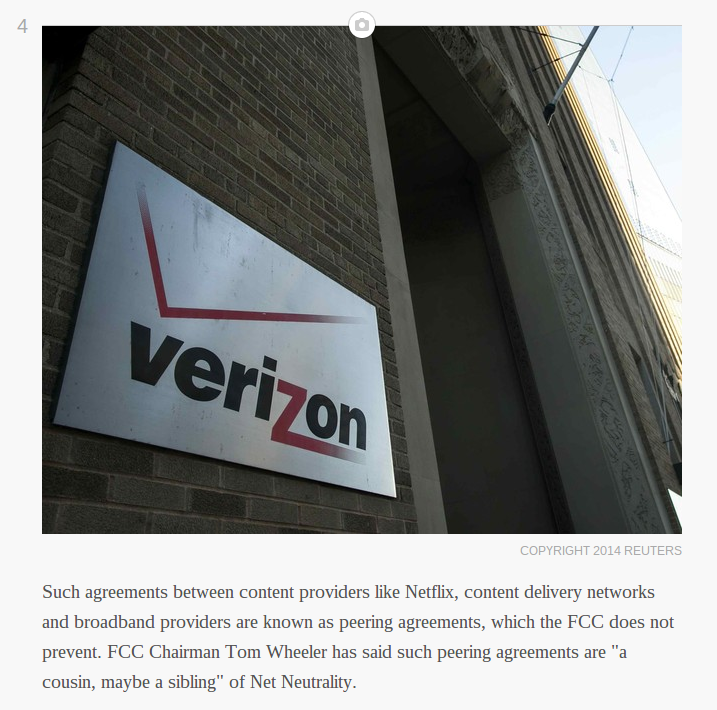 4
verizon
COPYRIGHT 2014 REUTERS
Such agreements between content providers like Netflix, content delivery networks
and broadband providers are known as peering agreements, which the FCC does not
prevent. FCC Chairman Tom Wheeler has said such peering agreements are "a
cousin, maybe a sibling" of Net Neutrality.